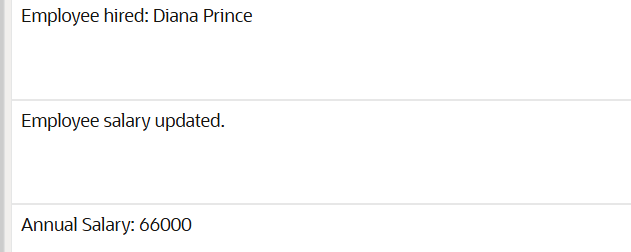 Employee hired: Diana Prince
Employee salary updated.
Annual Salary: 66000